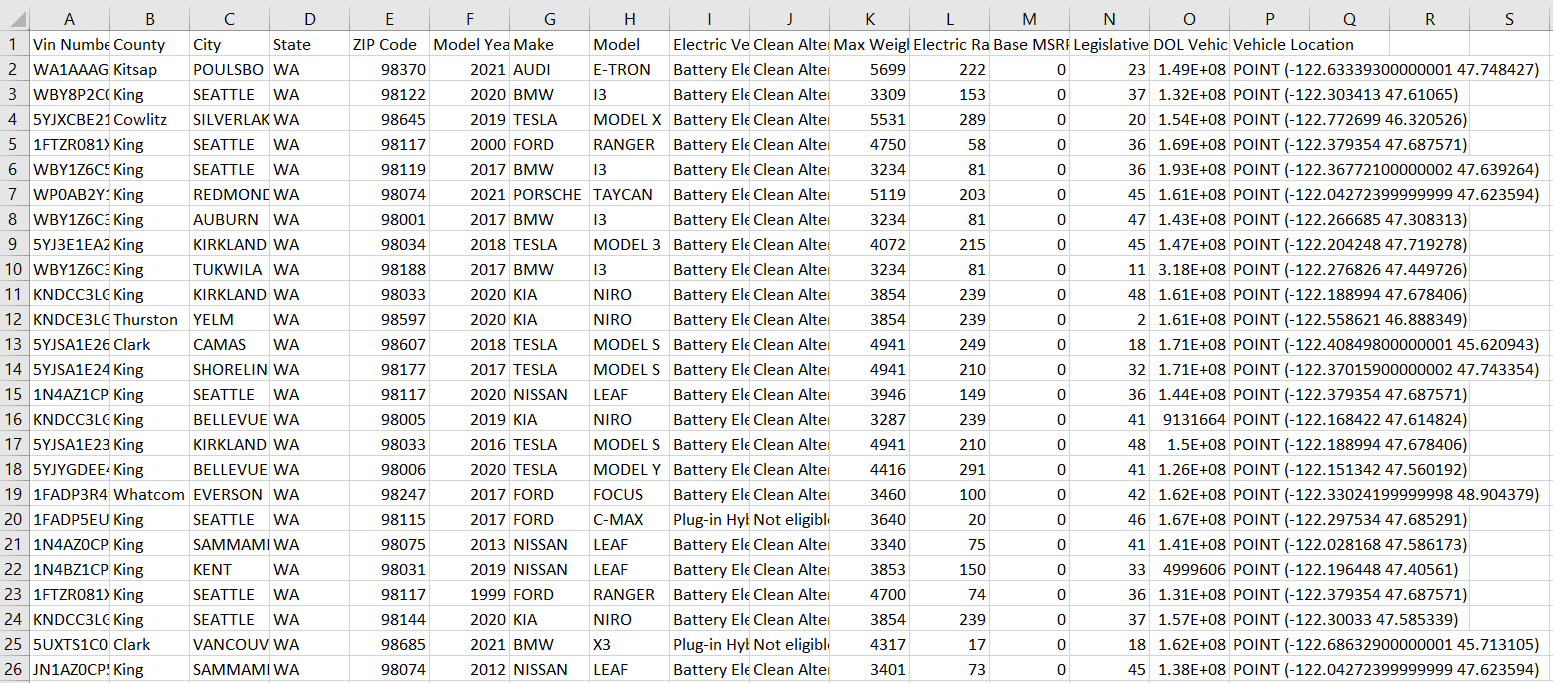 A B C D E F G H I J K L M N O P Q R S
1 Vin Numbe County City State ZIP Code Model Yea Make Model Electric Ve Clean Alter Max Weigl Electric Ra Base MSRP Legislative DOL Vehic Vehicle Location
2 WA1AAAG Kitsap POULSBO WA 98370 2021 AUDI E-TRON Battery Ele Clean Alter 5699 222 0 23 1.49E+08 POINT (-122.63339300000001 47.748427)
3 WBY8P2C0 King SEATTLE WA 98122 2020 BMW I3 Battery Ele Clean Alter 3309 153 0 37 1.32E+08 POINT (-122.303413 47.61065)
4 5YJXCBE21 Cowlitz SILVERLAK WA 98645 2019 TESLA MODEL X Battery Ele Clean Alter 5531 289 0 20 1.54E+08 POINT (-122.772699 46.320526)
5 1FTZR081X King SEATTLE WA 98117 2000 FORD RANGER Battery Ele Clean Alter 4750 58 0 36 1.69E+08 POINT (-122.379354 47.687571)
6 WBY1Z6C5 King SEATTLE WA 98119 2017 BMW I3 Battery Ele Clean Alter 3234 81 0 36 1.93E+08 POINT (-122.36772100000002 47.639264)
7 WP0AB2Y1 King REDMOND WA 98074 2021 PORSCHE TAYCAN Battery Ele Clean Alter 5119 203 0 45 1.61E+08 POINT (-122.04272399999999 47.623594)
8 WBY1Z6C3 King AUBURN WA 98001 2017 BMW I3 Battery Ele Clean Alter 3234 81 0 47 1.43E+08 POINT (-122.266685 47.308313)
9 5YJ3E1EA2 King KIRKLAND WA 98034 2018 TESLA MODEL 3 Battery Ele Clean Alter 4072 215 0 45 1.47E+08 POINT (-122.204248 47.719278)
10 WBY1Z6C3 King TUKWILA WA 98188 2017 BMW I3 Battery Ele Clean Alter 3234 81 0 11 3.18E+08 POINT (-122.276826 47.449726)
11 KNDCC3LG King KIRKLAND WA 98033 2020 KIA NIRO Battery Ele Clean Alter 3854 239 0 48 1.61E+08 POINT (-122.188994 47.678406)
12 KNDCE3LG Thurston YELM WA 98597 2020 KIA NIRO Battery Ele Clean Alter 3854 239 0 2 1.61E+08 POINT (-122.558621 46.888349)
13 5YJSA1E26 Clark CAMAS WA 98607 2018 TESLA MODEL S Battery Ele Clean Alter 4941 249 0 18 1.71E+08 POINT (-122.40849800000001 45.620943)
14 5YJSA1E24 King SHORELIN WA 98177 2017 TESLA MODEL S Battery Ele Clean Alter 4941 210 0 32 1.71E+08 POINT (-122.37015900000002 47.743354)
15 1N4AZ1CP King SEATTLE WA 98117 2020 NISSAN LEAF Battery Ele Clean Alter 3946 149 0 36 1.44E+08 POINT (-122.379354 47.687571)
16 KNDCC3LG King BELLEVUE WA 98005 2019 KIA NIRO Battery Ele Clean Alter 3287 239 0 41 9131664 POINT (-122.168422 47.614824)
17 5YJSA1E23 King KIRKLAND WA 98033 2016 TESLA MODEL S Battery Ele Clean Alter 4941 210 0 48 1.5E+08 POINT (-122.188994 47.678406)
18 5YJYGDEE4 King BELLEVUE WA 98006 2020 TESLA MODEL Y Battery Ele Clean Alter 4416 291 0 41 1.26E+08 POINT (-122.151342 47.560192)
19 1FADP3R4 Whatcom EVERSON WA 98247 2017 FORD FOCUS Battery Ele Clean Alter 3460 100 0 42 1.62E+08 POINT (-122.33024199999998 48.904379)
20 1FADP5EU King SEATTLE WA 98115 2017 FORD C-MAX Plug-in Hyb Not eligible 3640 20 0 46 1.67E+08 POINT (-122.297534 47.685291)
21 1N4AZ0CP King SAMMAMI WA 98075 2013 NISSAN LEAF Battery Ele Clean Alter 3340 75 0 41 1.41E+08 POINT (-122.028168 47.586173)
22 1N4BZ1CP King KENT WA 98031 2019 NISSAN LEAF Battery Ele Clean Alter 3853 150 0 33 4999606 POINT (-122.196448 47.40561)
23 1FTZR081X King SEATTLE WA 98117 1999 FORD RANGER Battery Ele Clean Alter 4700 74 0 36 1.31E+08 POINT (-122.379354 47.687571)
24 KNDCC3LG King SEATTLE WA 98144 2020 KIA NIRO Battery Ele Clean Alter 3854 239 0 37 1.57E+08 POINT (-122.30033 47.585339)
25 5UXTS1C0 Clark VANCOUV WA 98685 2021 BMW X3 Plug-in Hyb Not eligible 4317 17 0 18 1.62E+08 POINT (-122.68632900000001 45.713105)
26 JN1AZ0CP5 King SAMMAMI WA 98074 2012 NISSAN LEAF Battery Ele Clean Alter 3401 73 0 45 1.38E+08 POINT (-122.04272399999999 47.623594)